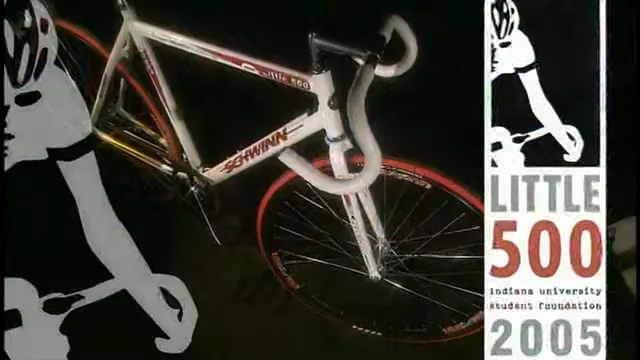 Little 500
SCHWINN
LITTLE
500
indiana university
student foundation
2005